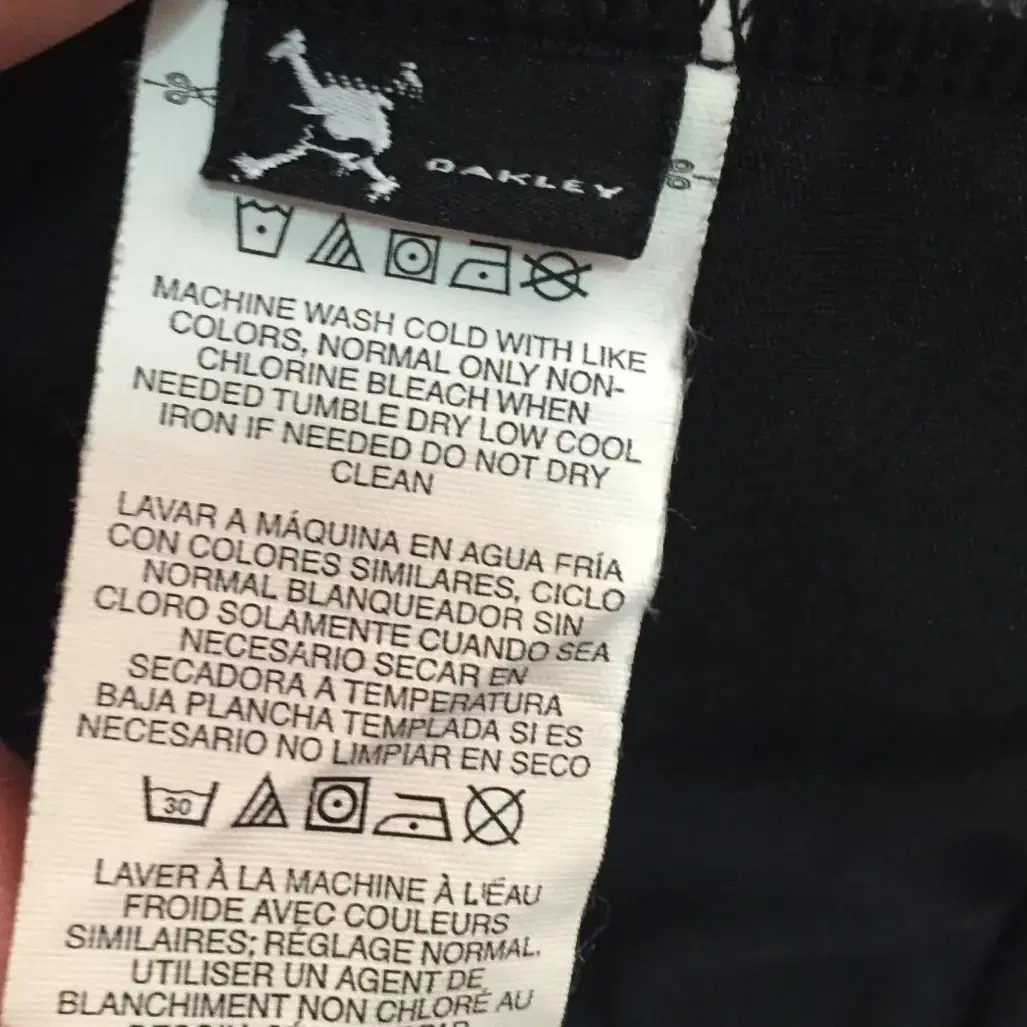 OAKLEY
MACHINE WASH COLD WITH LIKE
COLORS, NORMAL ONLY NON-
CHLORINE BLEACH WHEN
NEEDED TUMBLE DRY LOW COOL
IRON IF NEEDED DO NOT DRY
CLEAN
LAVAR A MÁQUINA EN AGUA FRÍA
CON COLORES SIMILARES, CICLO
NORMAL BLANQUEADOR SIN
CLORO SOLAMENTE CUANDO SEA
NECESARIO SECAR EN
SECADORA A TEMPERATURA
BAJA PLANCHA TEMPLADA SI ES
NECESARIO NO LIMPIAR EN SECO
30
LAVER À LA MACHINE À L'ÉAU
FROIDE AVEC COULEURS
SIMILAIRES; RÉGLAGE NORMAL.
UTILISER UN AGENT DE
BLANCHIMENT NON CHLORÉ AU